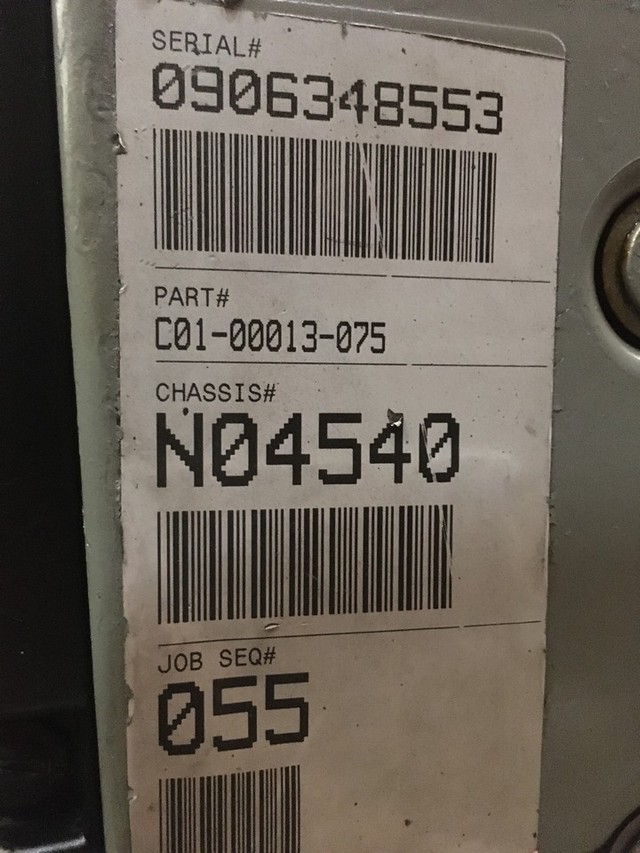 SERIAL#
0906348553
PART#
C01-00013-075
CHASSIS#
N04540
JOB SEQ#
055